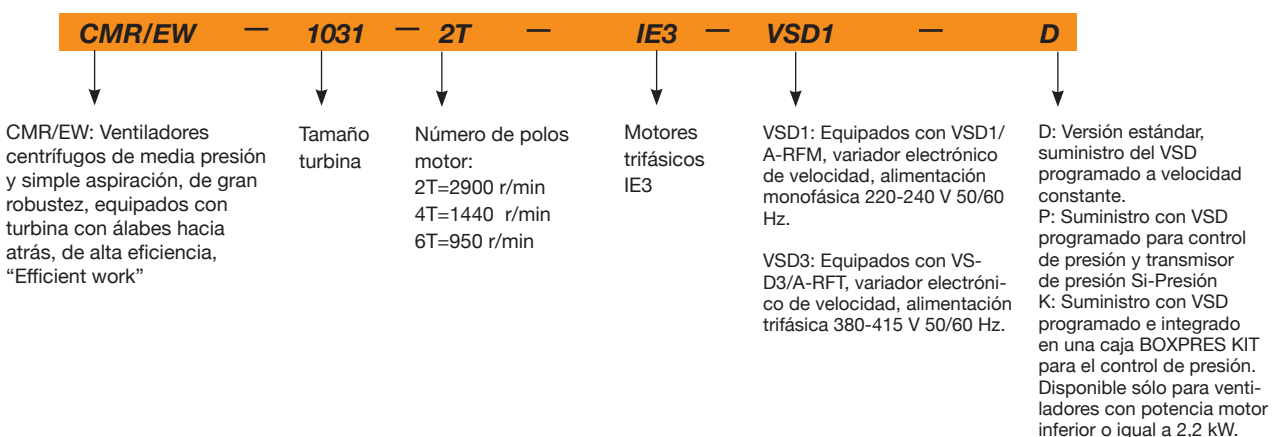 CMR/EW — 1031 — 2T — IE3 — VSD1 — D
CMR/EW: Ventiladores
centrífugos de media presión
y simple aspiración, de gran
robustez, equipados con
turbina con álabes hacia
atrás, de alta eficiencia,
“Efficient work”
Tamaño
turbina
Número de polos
motor:
2T=2900 r/min
4T=1440 r/min
6T=950 r/min
Motores
trifásicos
IE3
VSD1: Equipados con VSD1/
A-RFM, variador electrónico
de velocidad, alimentación
monofásica 220-240 V 50/60
Hz.
VSD3: Equipados con VS-
D3/A-RFT, variador electróni-
co de velocidad, alimentación
trifásica 380-415 V 50/60 Hz.
D: Versión estándar,
suministro del VSD
programado a velocidad
constante.
P: Suministro con VSD
programado para control
de presión y transmisor
de presión Si-Presión
K: Suministro con VSD
programado e integrado
en una caja BOXPRES KIT
para el control de presión.
Disponible sólo para venti-
ladores con potencia motor
inferior o igual a 2,2 kW.